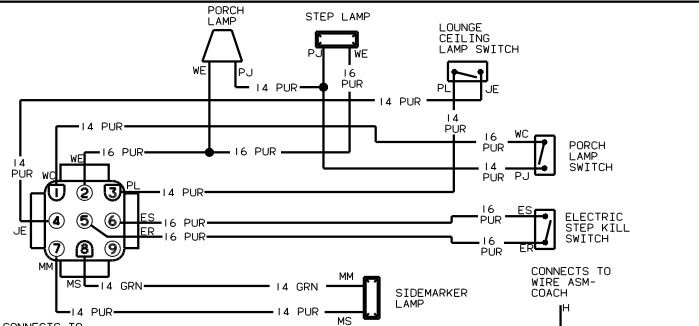 PORCH
LAMP
STEP LAMP
LOUNGE
CEILING
LAMP SWITCH
PJ
WE
WE
PJ
16
PUR
14 PUR
PL
JE
14 PUR
14
PUR
14 PUR
16
PUR
WC
PORCH
LAMP
SWITCH
16 PUR
16 PUR
14
PUR
WE
WC
14
PUR
PJ
1
2
3
PL
14 PUR
4
5
6
ES
16 PUR
16
PUR
ES
ELECTRIC
STEP KILL
SWITCH
JE
ER
16 PUR
16
PUR
ER
7
8
9
MM
MS
14 GRN
14 GRN
MM
SIDEMARKER
LAMP
14 PUR
14 PUR
MS
CONNECTS TO
WIRE ASM-
COACH
H
CONNECTS TO